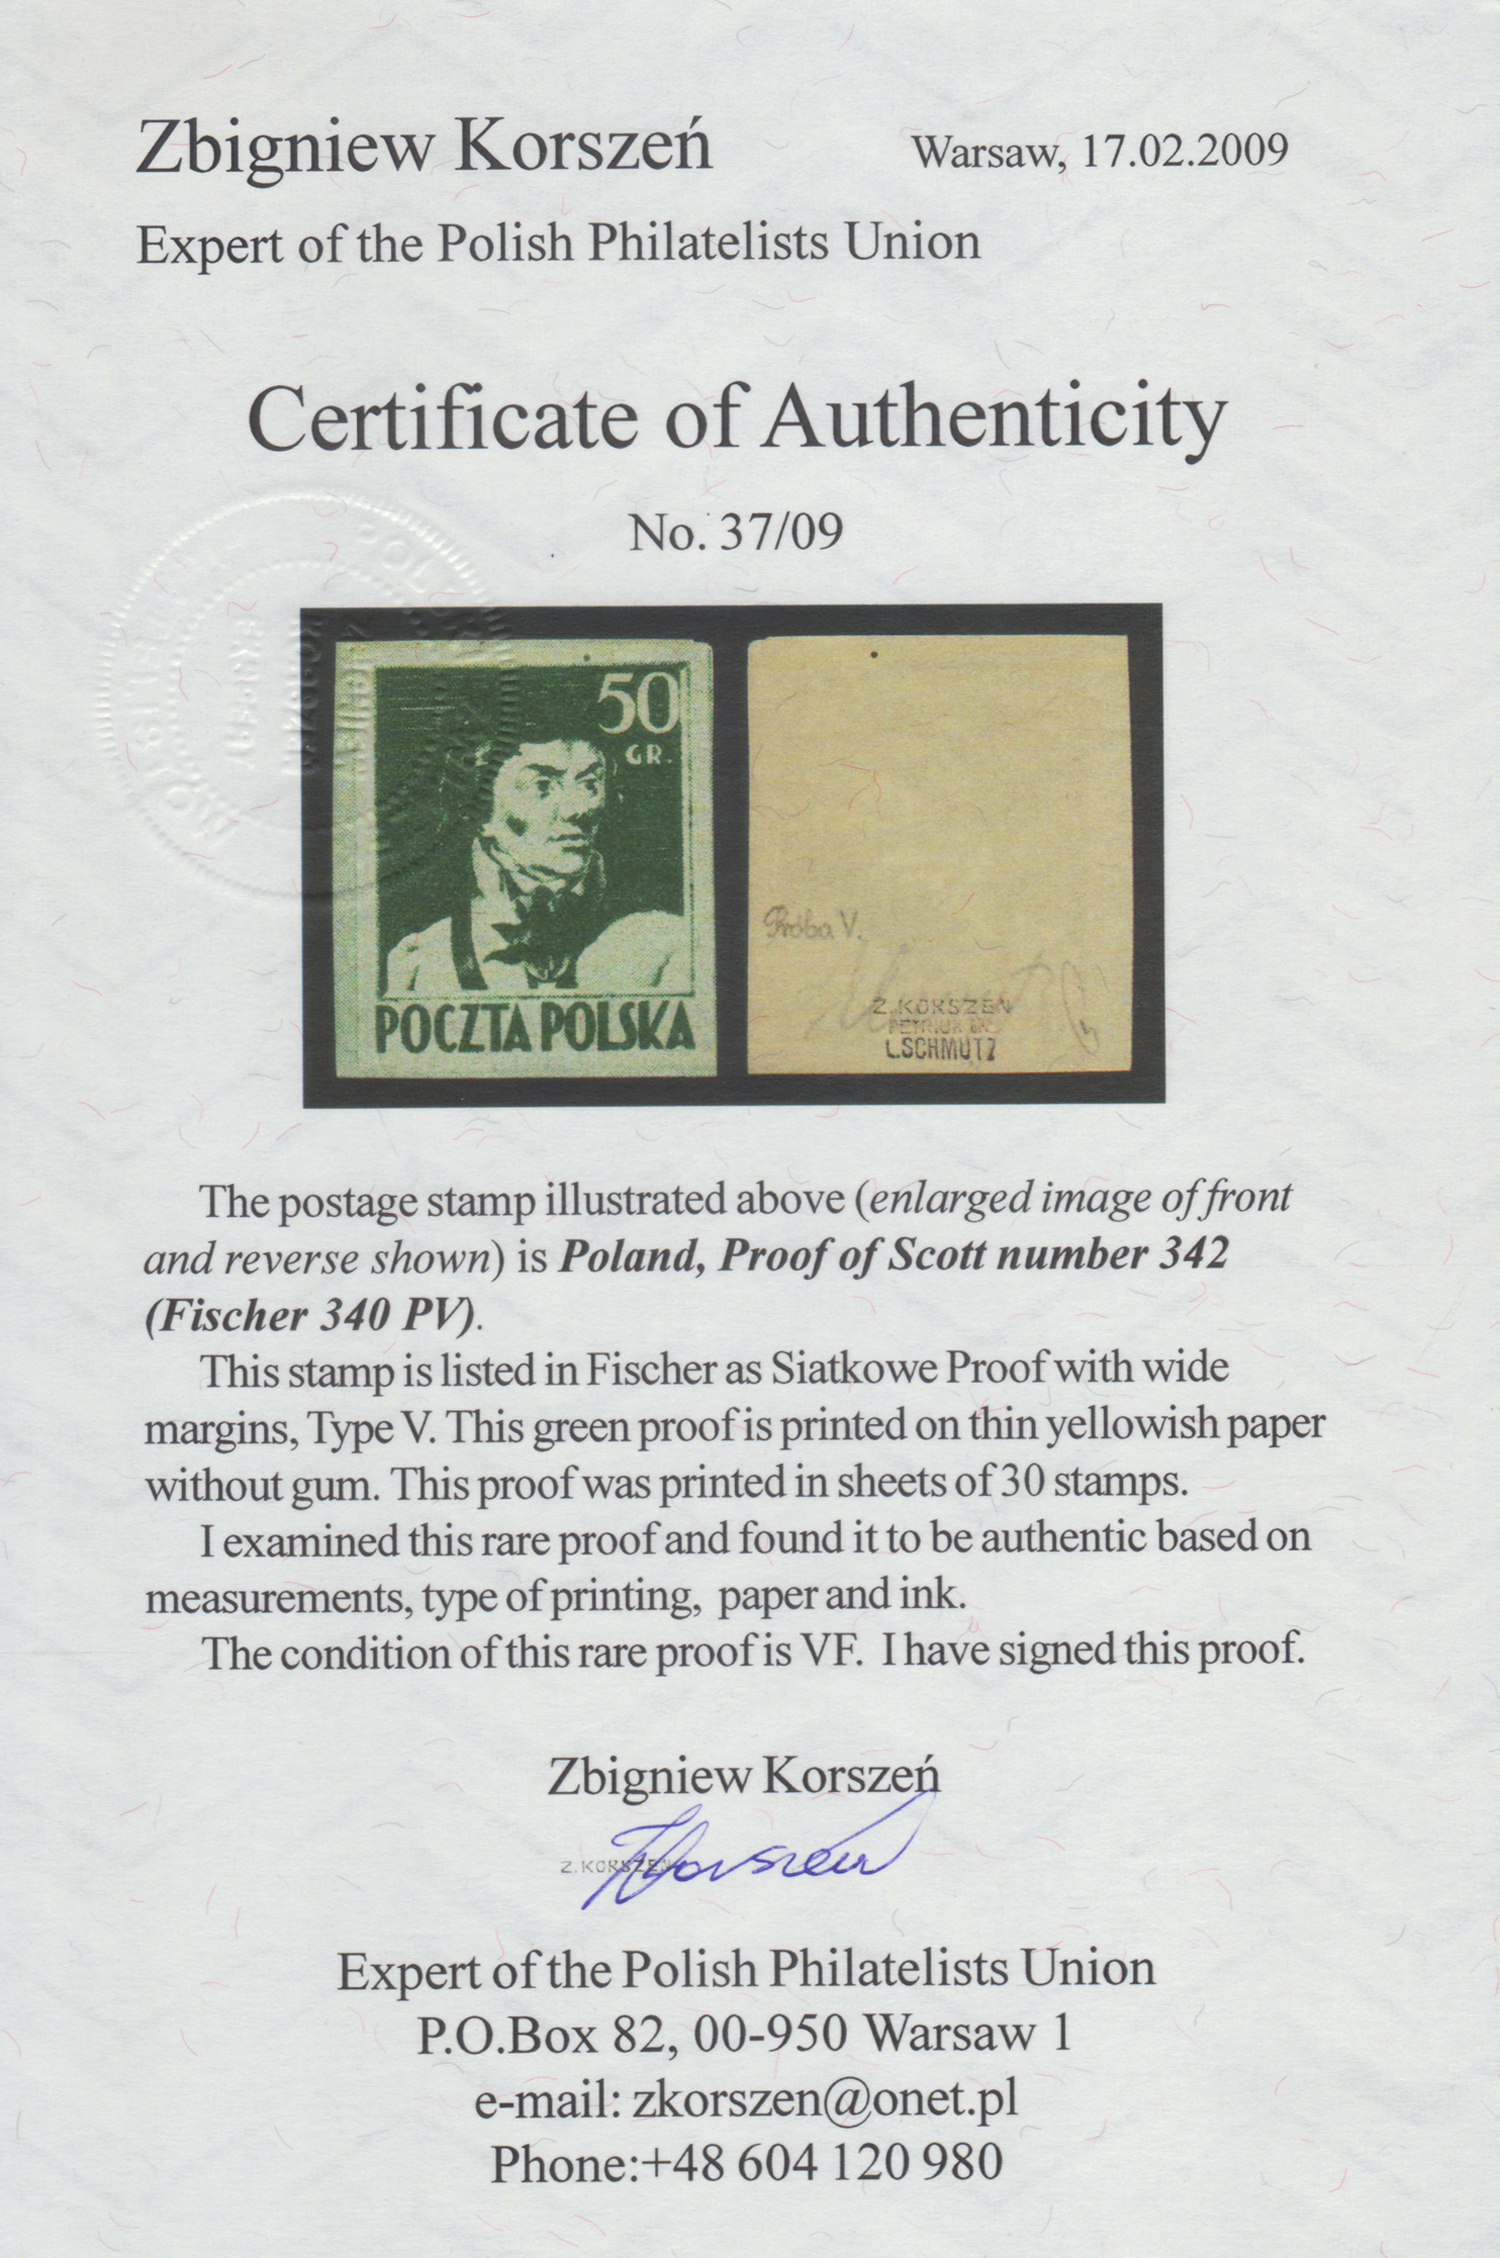 Zbigniew Korszeń
Warsaw, 17.02.2009
Expert of the Polish Philatelists Union
Certificate of Authenticity
No. 37/09
50
GR.
POCZTA POLSKA
Próba V.
Z. KORSZEŃ
L.SCHMUTZ
The postage stamp illustrated above (enlarged image of front
and reverse shown) is Poland, Proof of Scott number 342
(Fischer 340 PV).
This stamp is listed in Fischer as Siatkowe Proof with wide
margins, Type V. This green proof is printed on thin yellowish paper
without gum. This proof was printed in sheets of 30 stamps.
I examined this rare proof and found it to be authentic based on
measurements, type of printing, paper and ink.
The condition of this rare proof is VF. I have signed this proof.
Zbigniew Korszeń
Z. KORSZEŃ
Expert of the Polish Philatelists Union
P.O.Box 82, 00-950 Warsaw 1
e-mail: zkorszen@onet.pl
Phone:+48 604 120 980